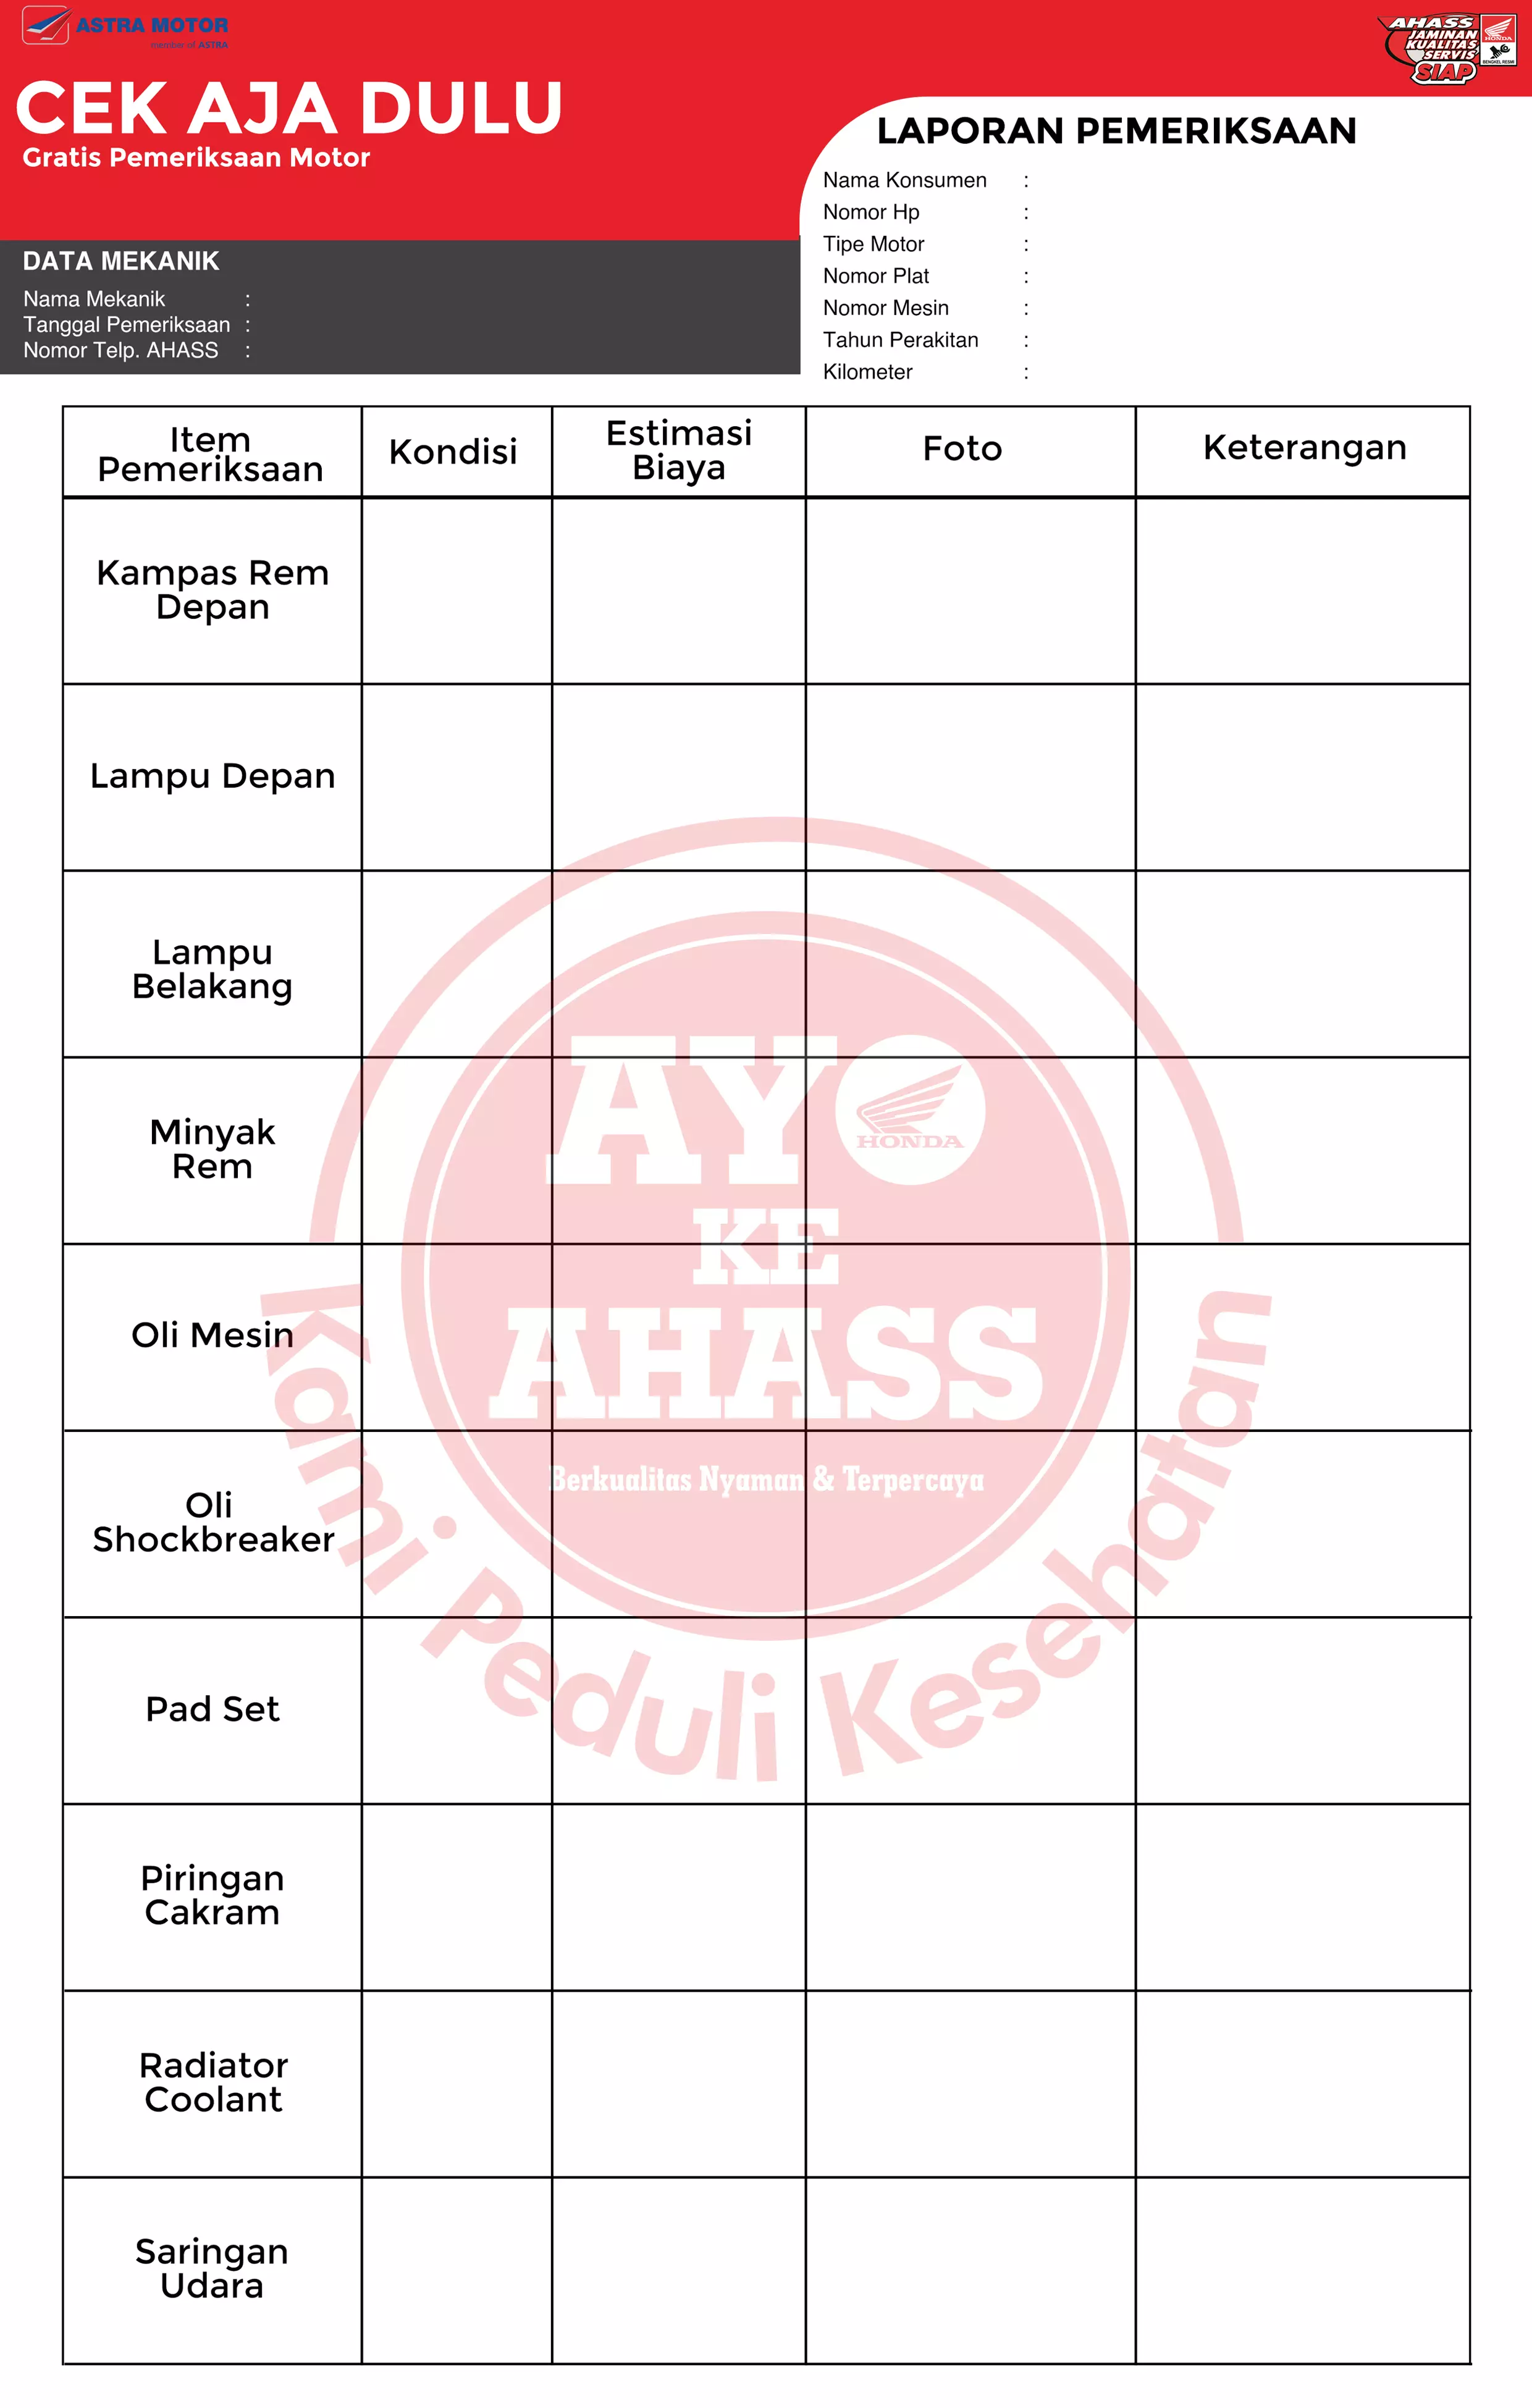 ASTRA MOTOR
member of ASTRA
AHASS
JAMINAN
KUALITAS
SERVIS
SIAP
HONDA
BENGKEL RESMI
CEK AJA DULU
Gratis Pemeriksaan Motor
LAPORAN PEMERIKSAAN
Nama Konsumen :
Nomor Hp :
Tipe Motor :
Nomor Plat :
Nomor Mesin :
Tahun Perakitan :
Kilometer :
DATA MEKANIK
Nama Mekanik :
Tanggal Pemeriksaan :
Nomor Telp. AHASS :
Item
Pemeriksaan
Kondisi
Estimasi
Biaya
Foto
Keterangan
Kampas Rem
Depan
Lampu Depan
Lampu
Belakang
Minyak
Rem
Oli Mesin
Oli
Shockbreaker
Pad Set
Piringan
Cakram
Radiator
Coolant
Saringan
Udara
AY
HONDA
KE
AHASS
Berkualitas Nyaman & Terpercaya
Kami Peduli Kesehatan